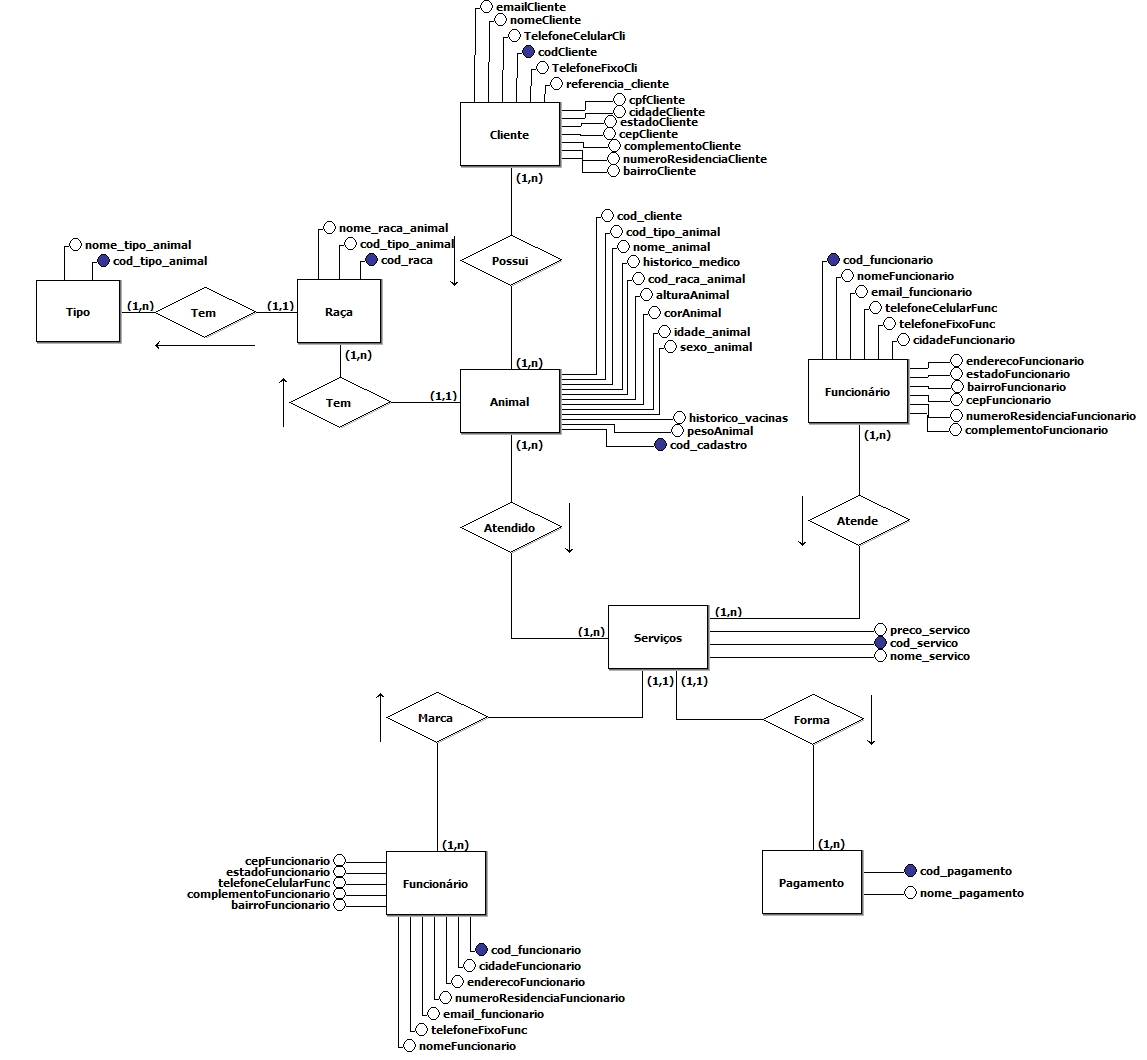 emailCliente
nomeCliente
TelefoneCelularCli
codCliente
TelefoneFixoCli
referencia_cliente
cpfCliente
cidadeCliente
estadoCliente
cepCliente
complementoCliente
numeroResidenciaCliente
bairroCliente
Cliente
(1,n)
Possui
(1,n)
nome_tipo_animal
cod_tipo_animal
Tipo
(1,n)
Tem
(1,1)
nome_raca_animal
cod_tipo_animal
cod_raca
Raça
(1,n)
Tem
(1,1)
cod_cliente
cod_tipo_animal
nome_animal
historico_medico
cod_raca_animal
alturaAnimal
corAnimal
idade_animal
sexo_animal
historico_vacinas
pesoAnimal
cod_cadastro
Animal
(1,n)
Atendido
(1,n)
cod_funcionario
nomeFuncionario
email_funcionario
telefoneCelularFunc
telefoneFixoFunc
cidadeFuncionario
enderecoFuncionario
estadoFuncionario
bairroFuncionario
cepFuncionario
numeroResidenciaFuncionario
complementoFuncionario
Funcionário
(1,n)
Atende
(1,n)
Serviços
preco_servico
cod_servico
nome_servico
(1,1)
(1,1)
Marca
Forma
(1,n)
(1,n)
cepFuncionario
estadoFuncionario
telefoneCelularFunc
complementoFuncionario
bairroFuncionario
Funcionário
cod_funcionario
cidadeFuncionario
enderecoFuncionario
numeroResidenciaFuncionario
email_funcionario
telefoneFixoFunc
nomeFuncionario
Pagamento
cod_pagamento
nome_pagamento